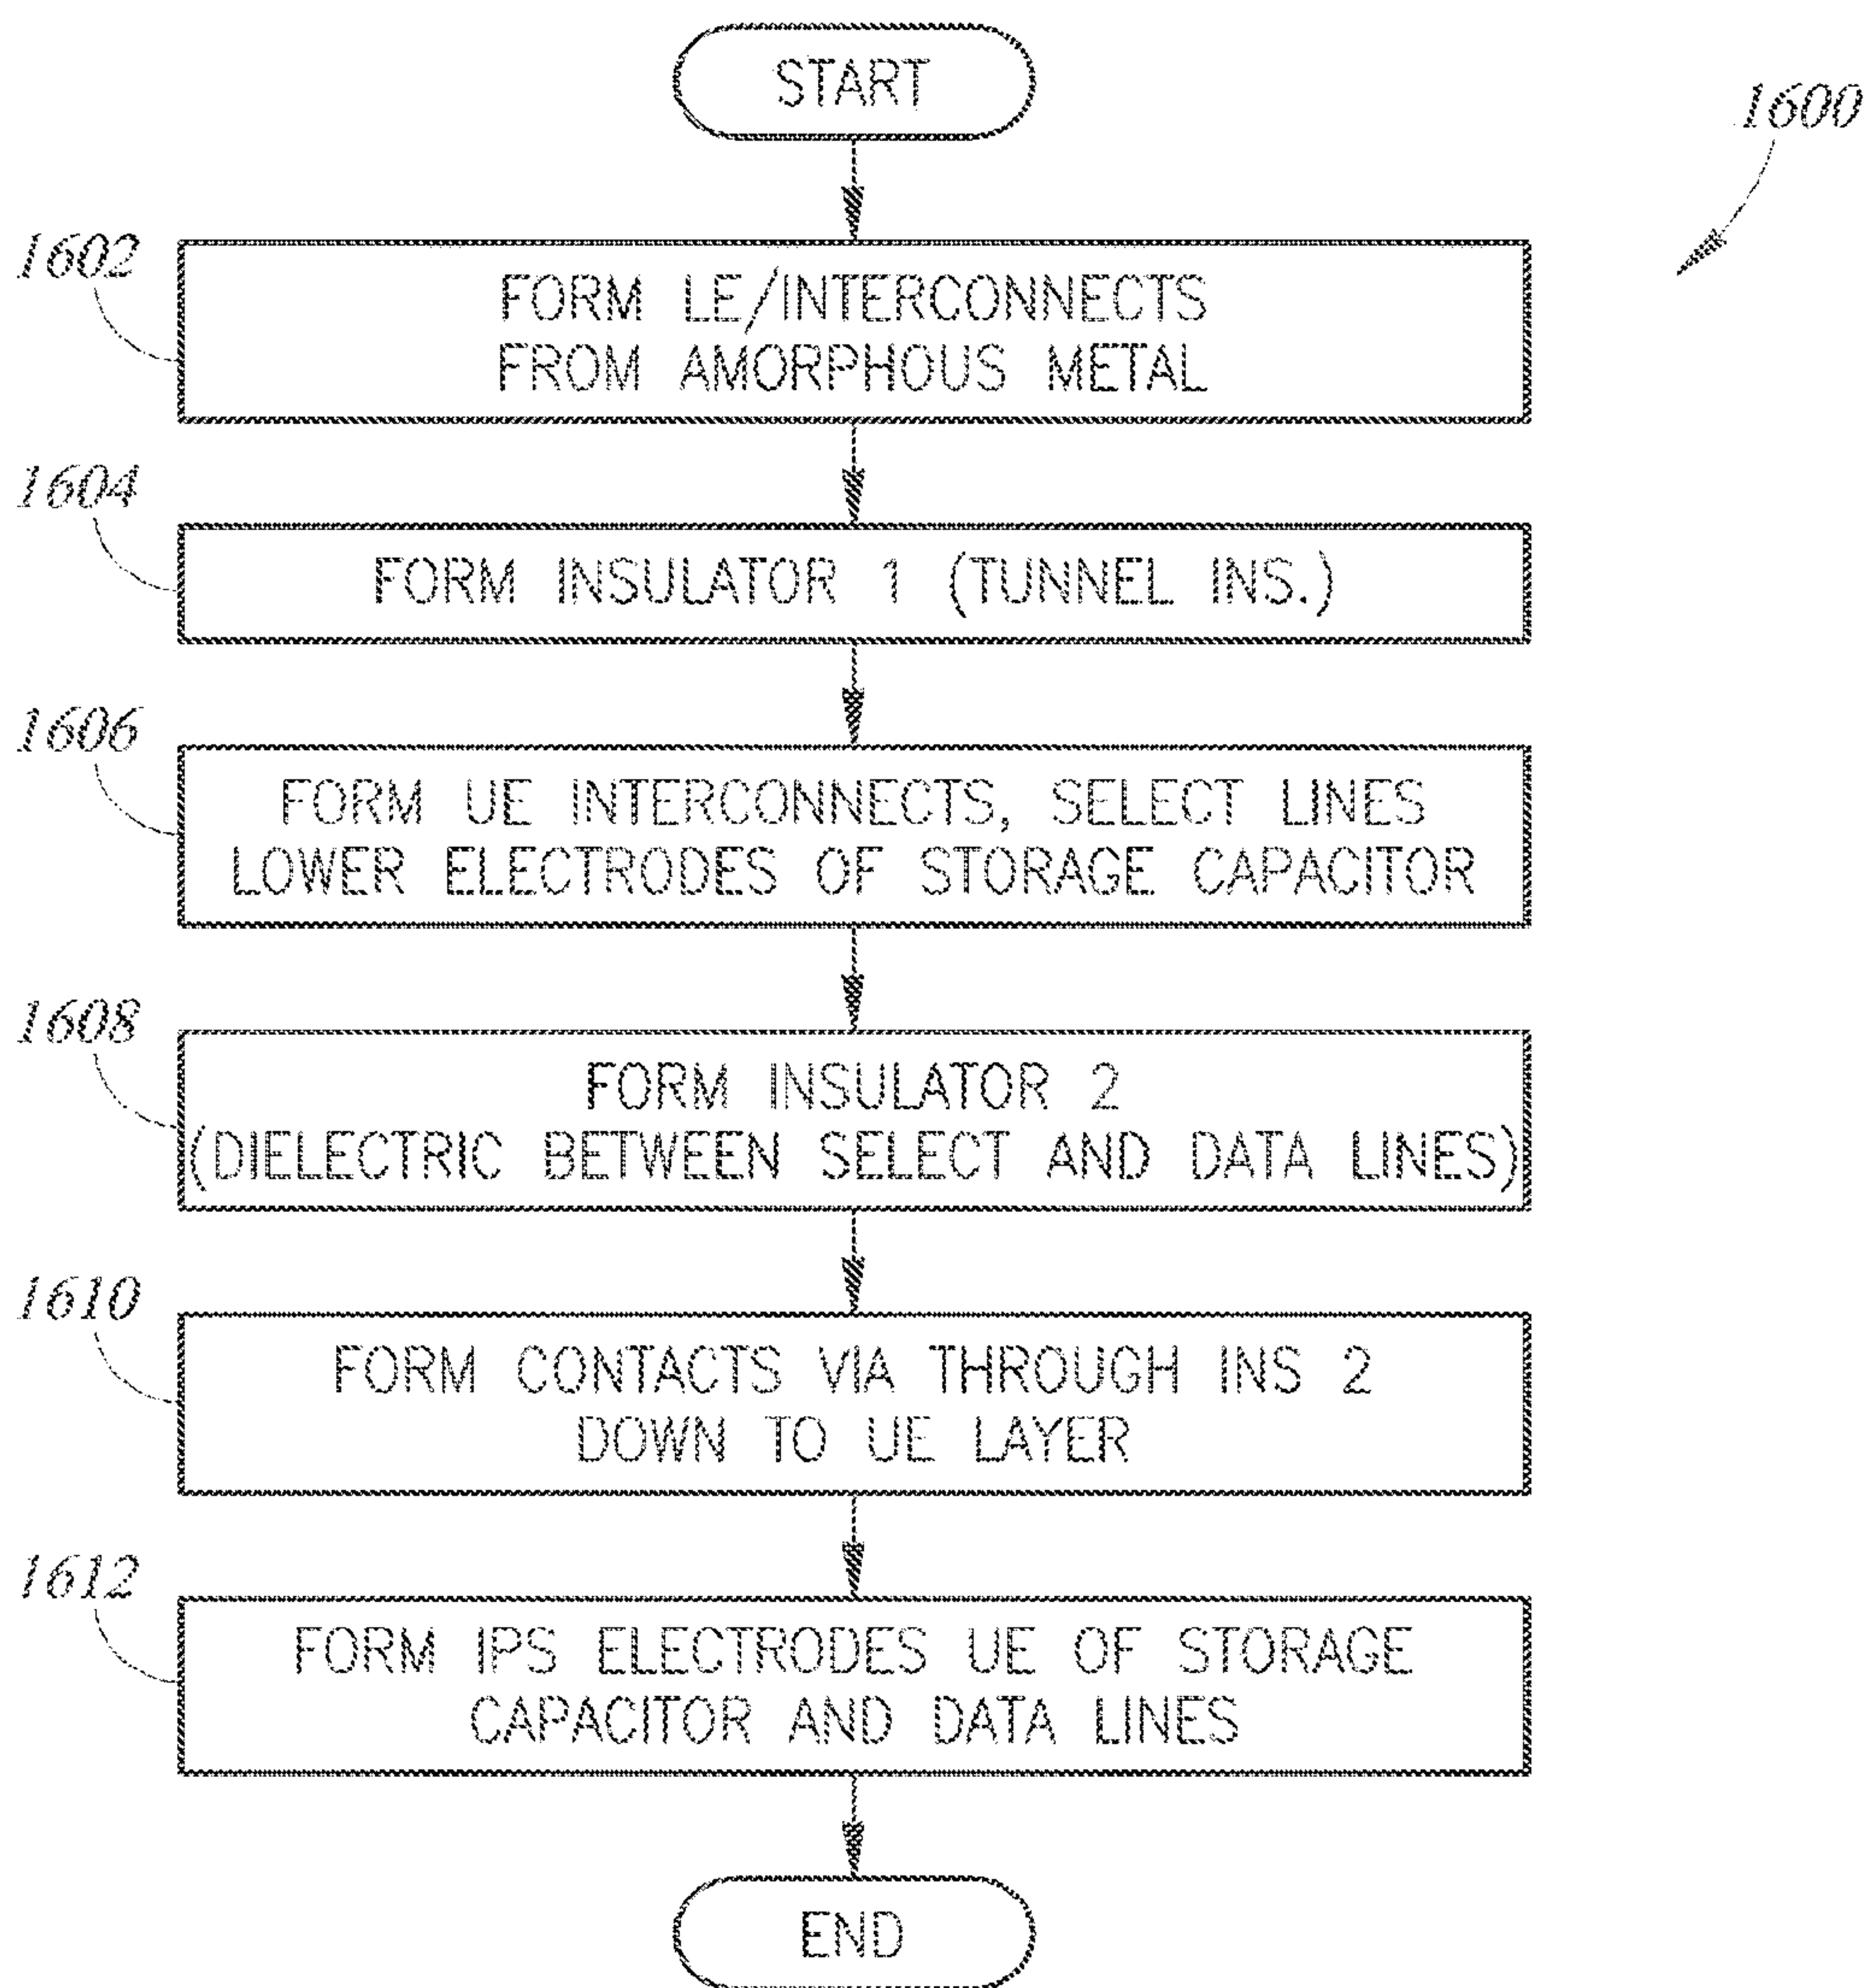 START
1600
1602
FORM LE/INTERCONNECTS
FROM AMORPHOUS METAL
1604
FORM INSULATOR 1 (TUNNEL INS.)
1606
FORM UE INTERCONNECTS, SELECT LINES
LOWER ELECTRODES OF STORAGE CAPACITOR
1608
FORM INSULATOR 2
(DIELECTRIC BETWEEN SELECT AND DATA LINES)
1610
FORM CONTACTS VIA THROUGH INS 2
DOWN TO UE LAYER
1612
FORM IPS ELECTRODES UE OF STORAGE
CAPACITOR AND DATA LINES
END